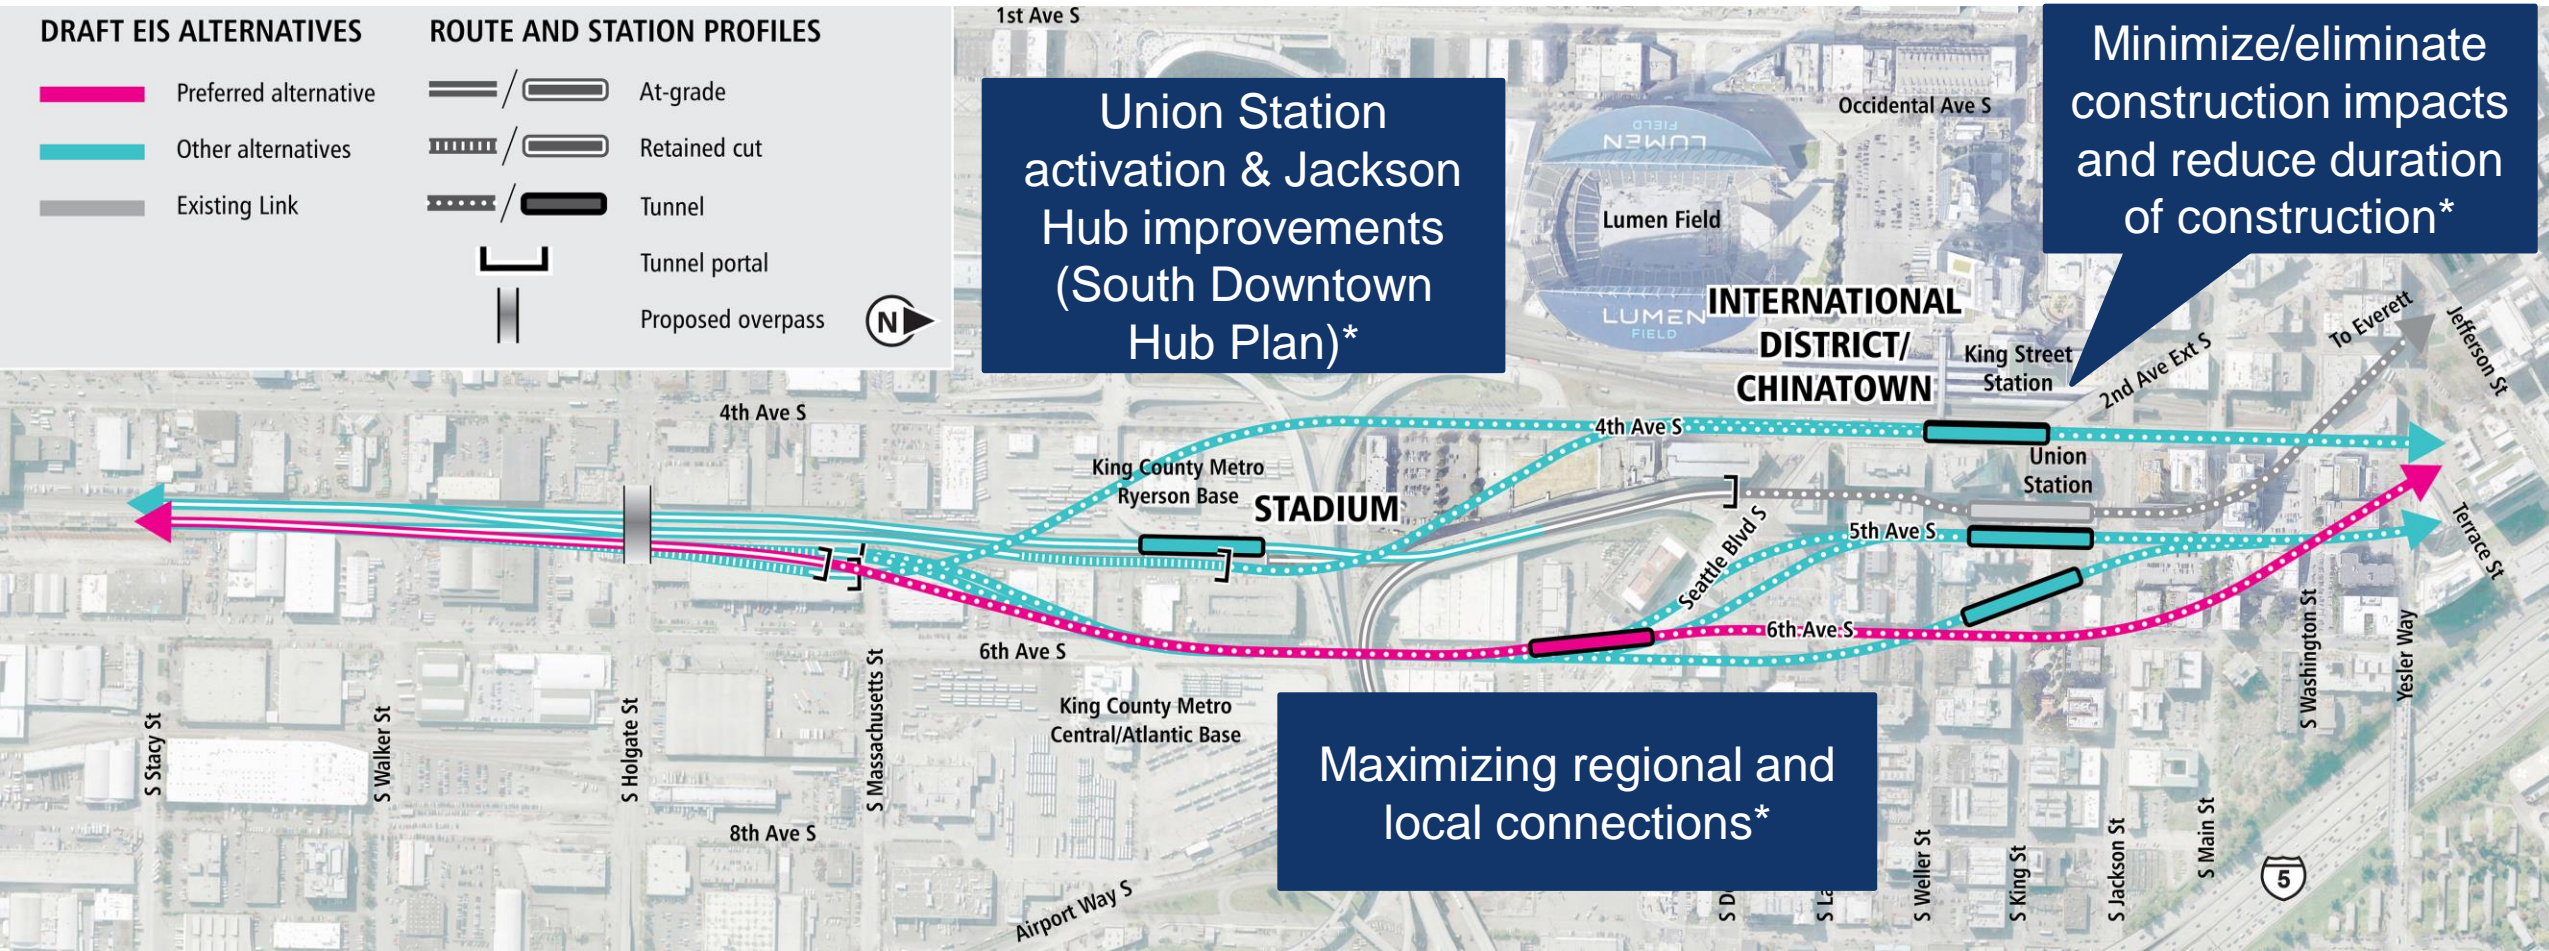 DRAFT EIS ALTERNATIVES
Preferred alternative
Other alternatives
Existing Link
ROUTE AND STATION PROFILES
At-grade
Retained cut
Tunnel
Tunnel portal
Proposed overpass
N
1st Ave S
Union Station
activation & Jackson
Hub improvements
(South Downtown
Hub Plan)*
Minimize/eliminate
construction impacts
and reduce duration
of construction*
Occidental Ave S
LUMEN
FIELD
Lumen Field
LUMEN
FIELD
INTERNATIONAL
DISTRICT/
CHINATOWN
King Street
Station
2nd Ave Ext S
To Everett
Jefferson St
4th Ave S
4th Ave S
King County Metro
Ryerson Base
STADIUM
Union
Station
Seattle Blvd S
5th Ave S
Terrace St
6th Ave S
6th Ave S
King County Metro
Central/Atlantic Base
Maximizing regional and
local connections*
S Stacy St
S Walker St
S Holgate St
S Massachusetts St
8th Ave S
Airport Way S
S
S
S Weller St
S King St
S Jackson St
S Main St
S Washington St
Yesler Way
5